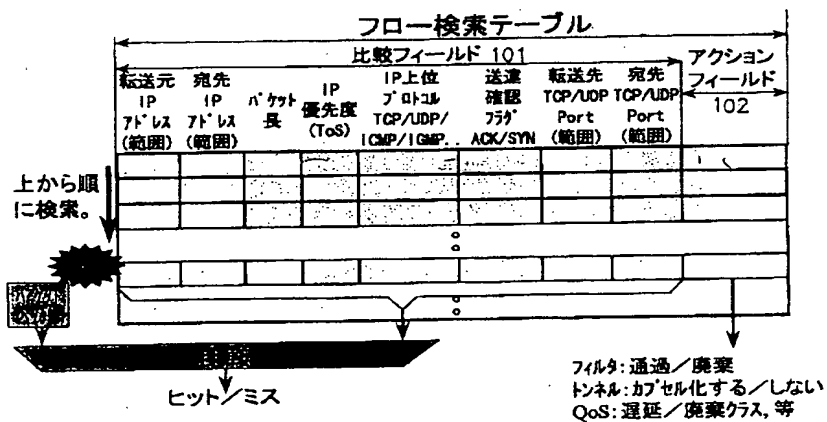 フロー検索テーブル
比較フィールド 101
アクション
フィールド
102
転送元
IP
アドレス
(範囲)
宛先
IP
アドレス
(範囲)
パケット
長
IP
優先度
(ToS)
IP上位
プロトコル
TCP/UDP/
ICMP/IGMP..
送達
確認
フラグ
ACK/SYN
転送先
TCP/UDP
Port
(範囲)
宛先
TCP/UDP
Port
(範囲)
上から順
に検索。
ヒット/ミス
フィルタ:通過/廃棄
トンネル:カプセル化する/しない
QoS:遅延/廃棄クラス, 等